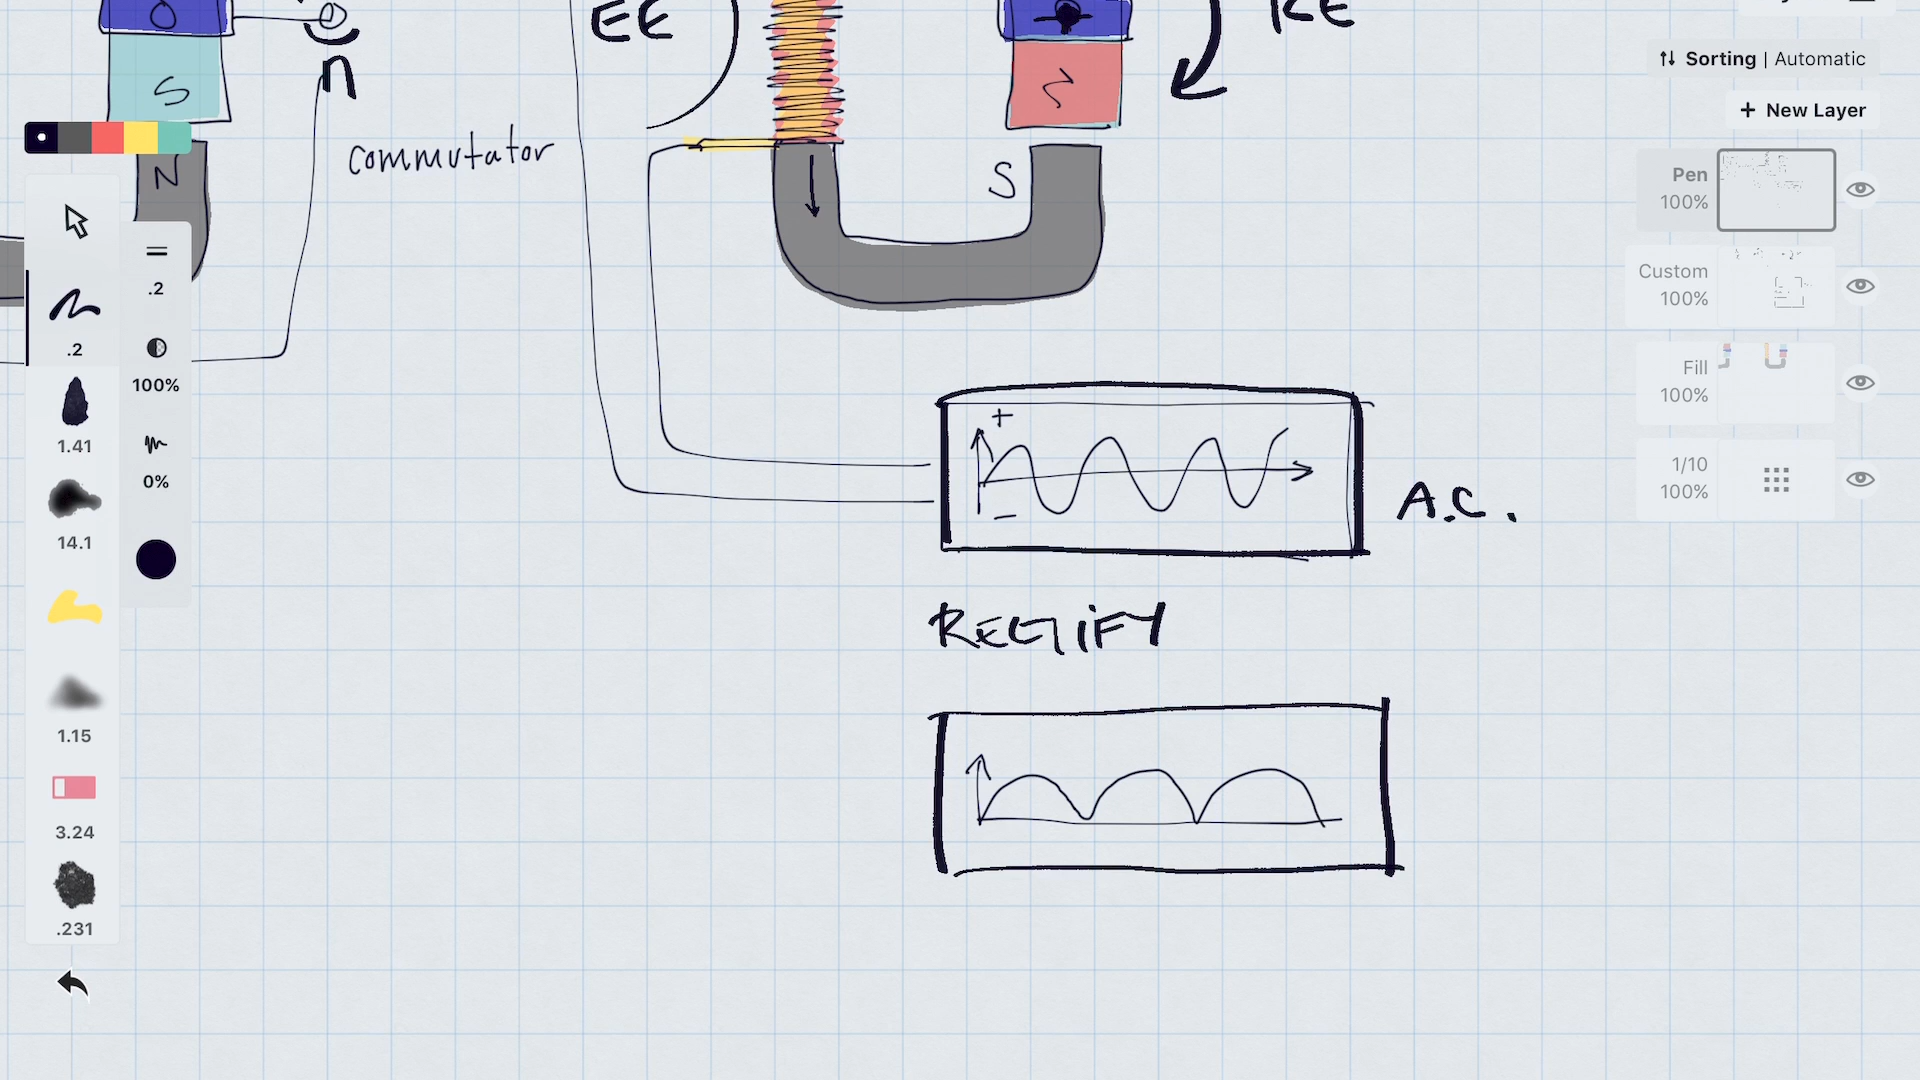 EE
KE
S
n
N
commutator
S
N
+
-
A.C.
RECTIFY
Sorting | Automatic
+ New Layer
Pen
100%
Custom
100%
Fill
100%
1/10
100%
.2
1.41
14.1
1.15
3.24
.231
.2
100%
0%